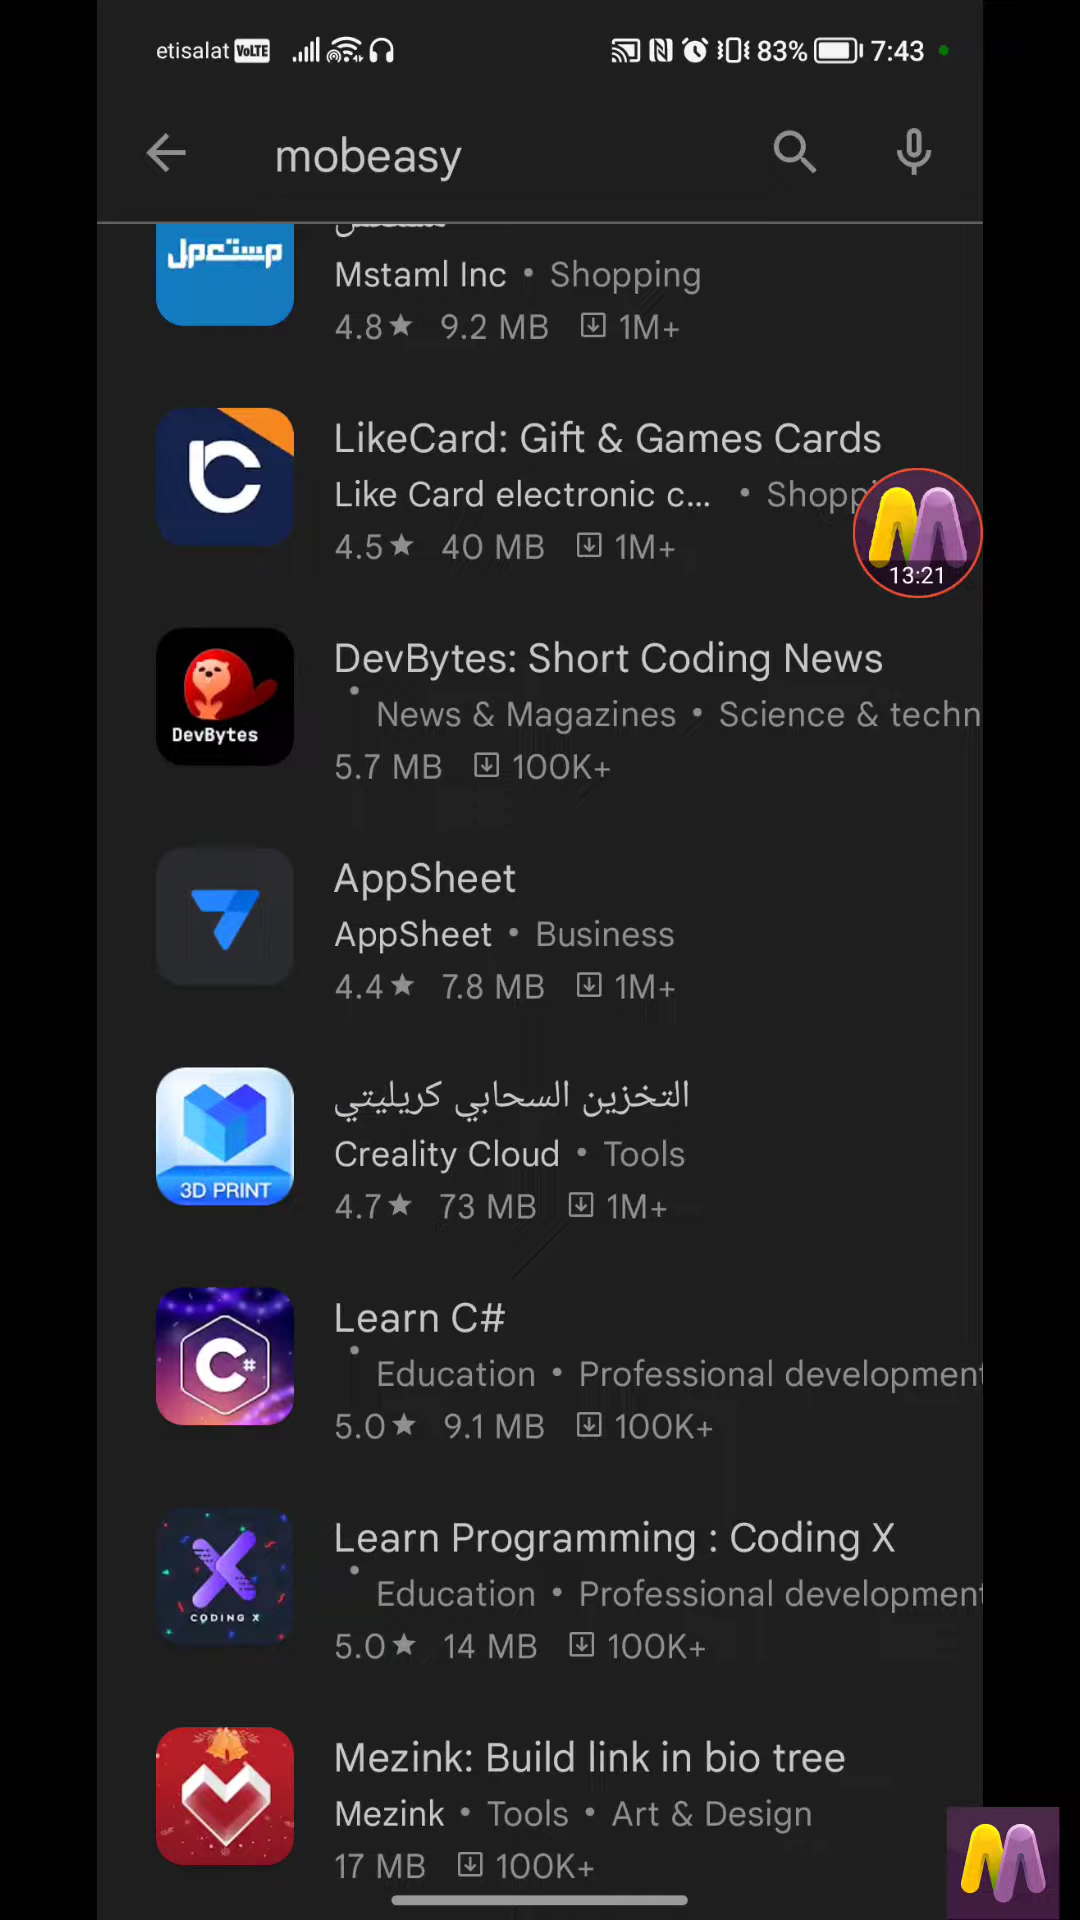 etisalat VoLTE 83% 7:43
mobeasy
مستعمل
Mstaml Inc • Shopping
4.8★ 9.2 MB 1M+
LikeCard: Gift & Games Cards
Like Card electronic c... • Shoppi
4.5★ 40 MB 1M+
13:21
DevBytes: Short Coding News
DevBytes
• News & Magazines • Science & techn
5.7 MB 100K+
AppSheet
AppSheet • Business
4.4★ 7.8 MB 1M+
التخزين السحابي كريليتي
Creality Cloud • Tools
3D PRINT
4.7★ 73 MB 1M+
Learn C#
C#
• Education • Professional development
5.0★ 9.1 MB 100K+
Learn Programming : Coding X
• Education • Professional development
CODING X
5.0★ 14 MB 100K+
Mezink: Build link in bio tree
Mezink • Tools • Art & Design
17 MB 100K+